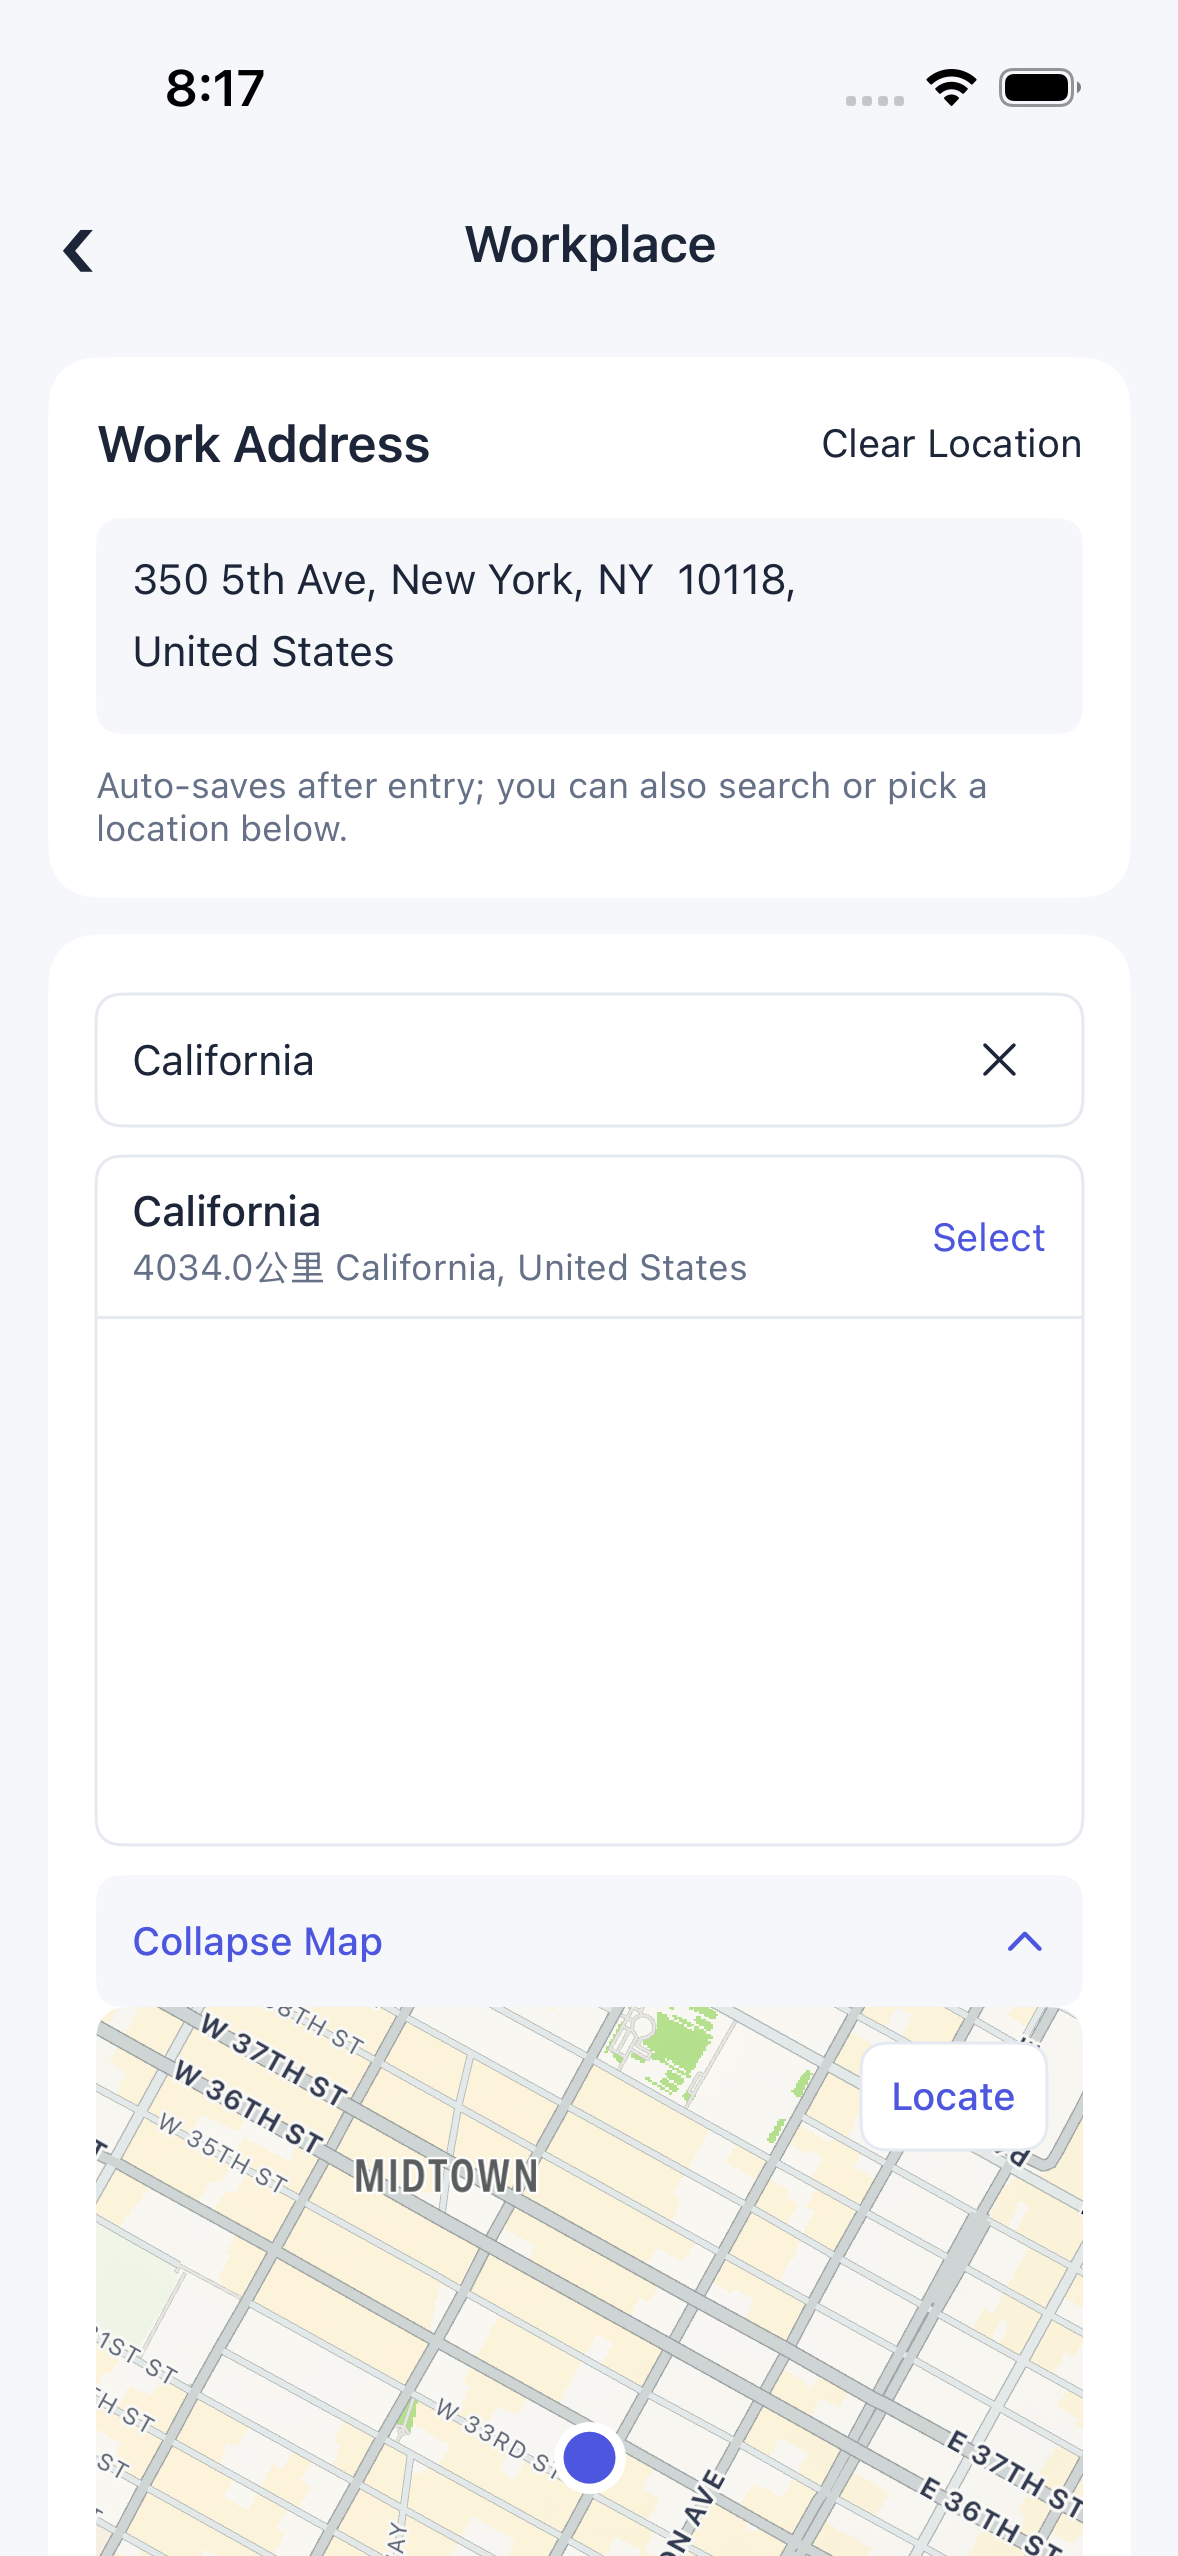 8:17
Workplace
Work Address
Clear Location
350 5th Ave, New York, NY  10118,
United States
Auto-saves after entry; you can also search or pick a
location below.
California
California
4034.0公里 California, United States
Select
Collapse Map
Locate
W 37TH ST
W 36TH ST
W 35TH ST
MIDTOWN
W 33RD ST
E 37TH ST
E 36TH ST